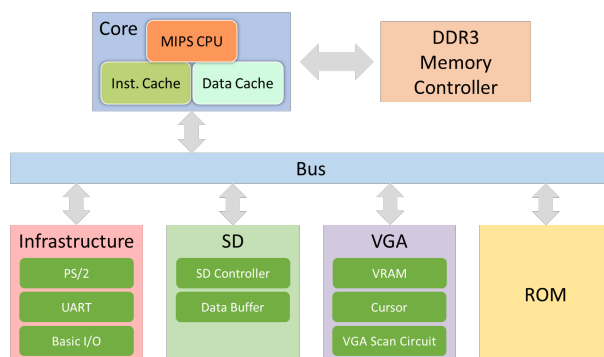 Core
MIPS CPU
Inst. Cache
Data Cache
DDR3
Memory
Controller
Bus
Infrastructure
PS/2
UART
Basic I/O
SD
SD Controller
Data Buffer
VGA
VRAM
Cursor
VGA Scan Circuit
ROM